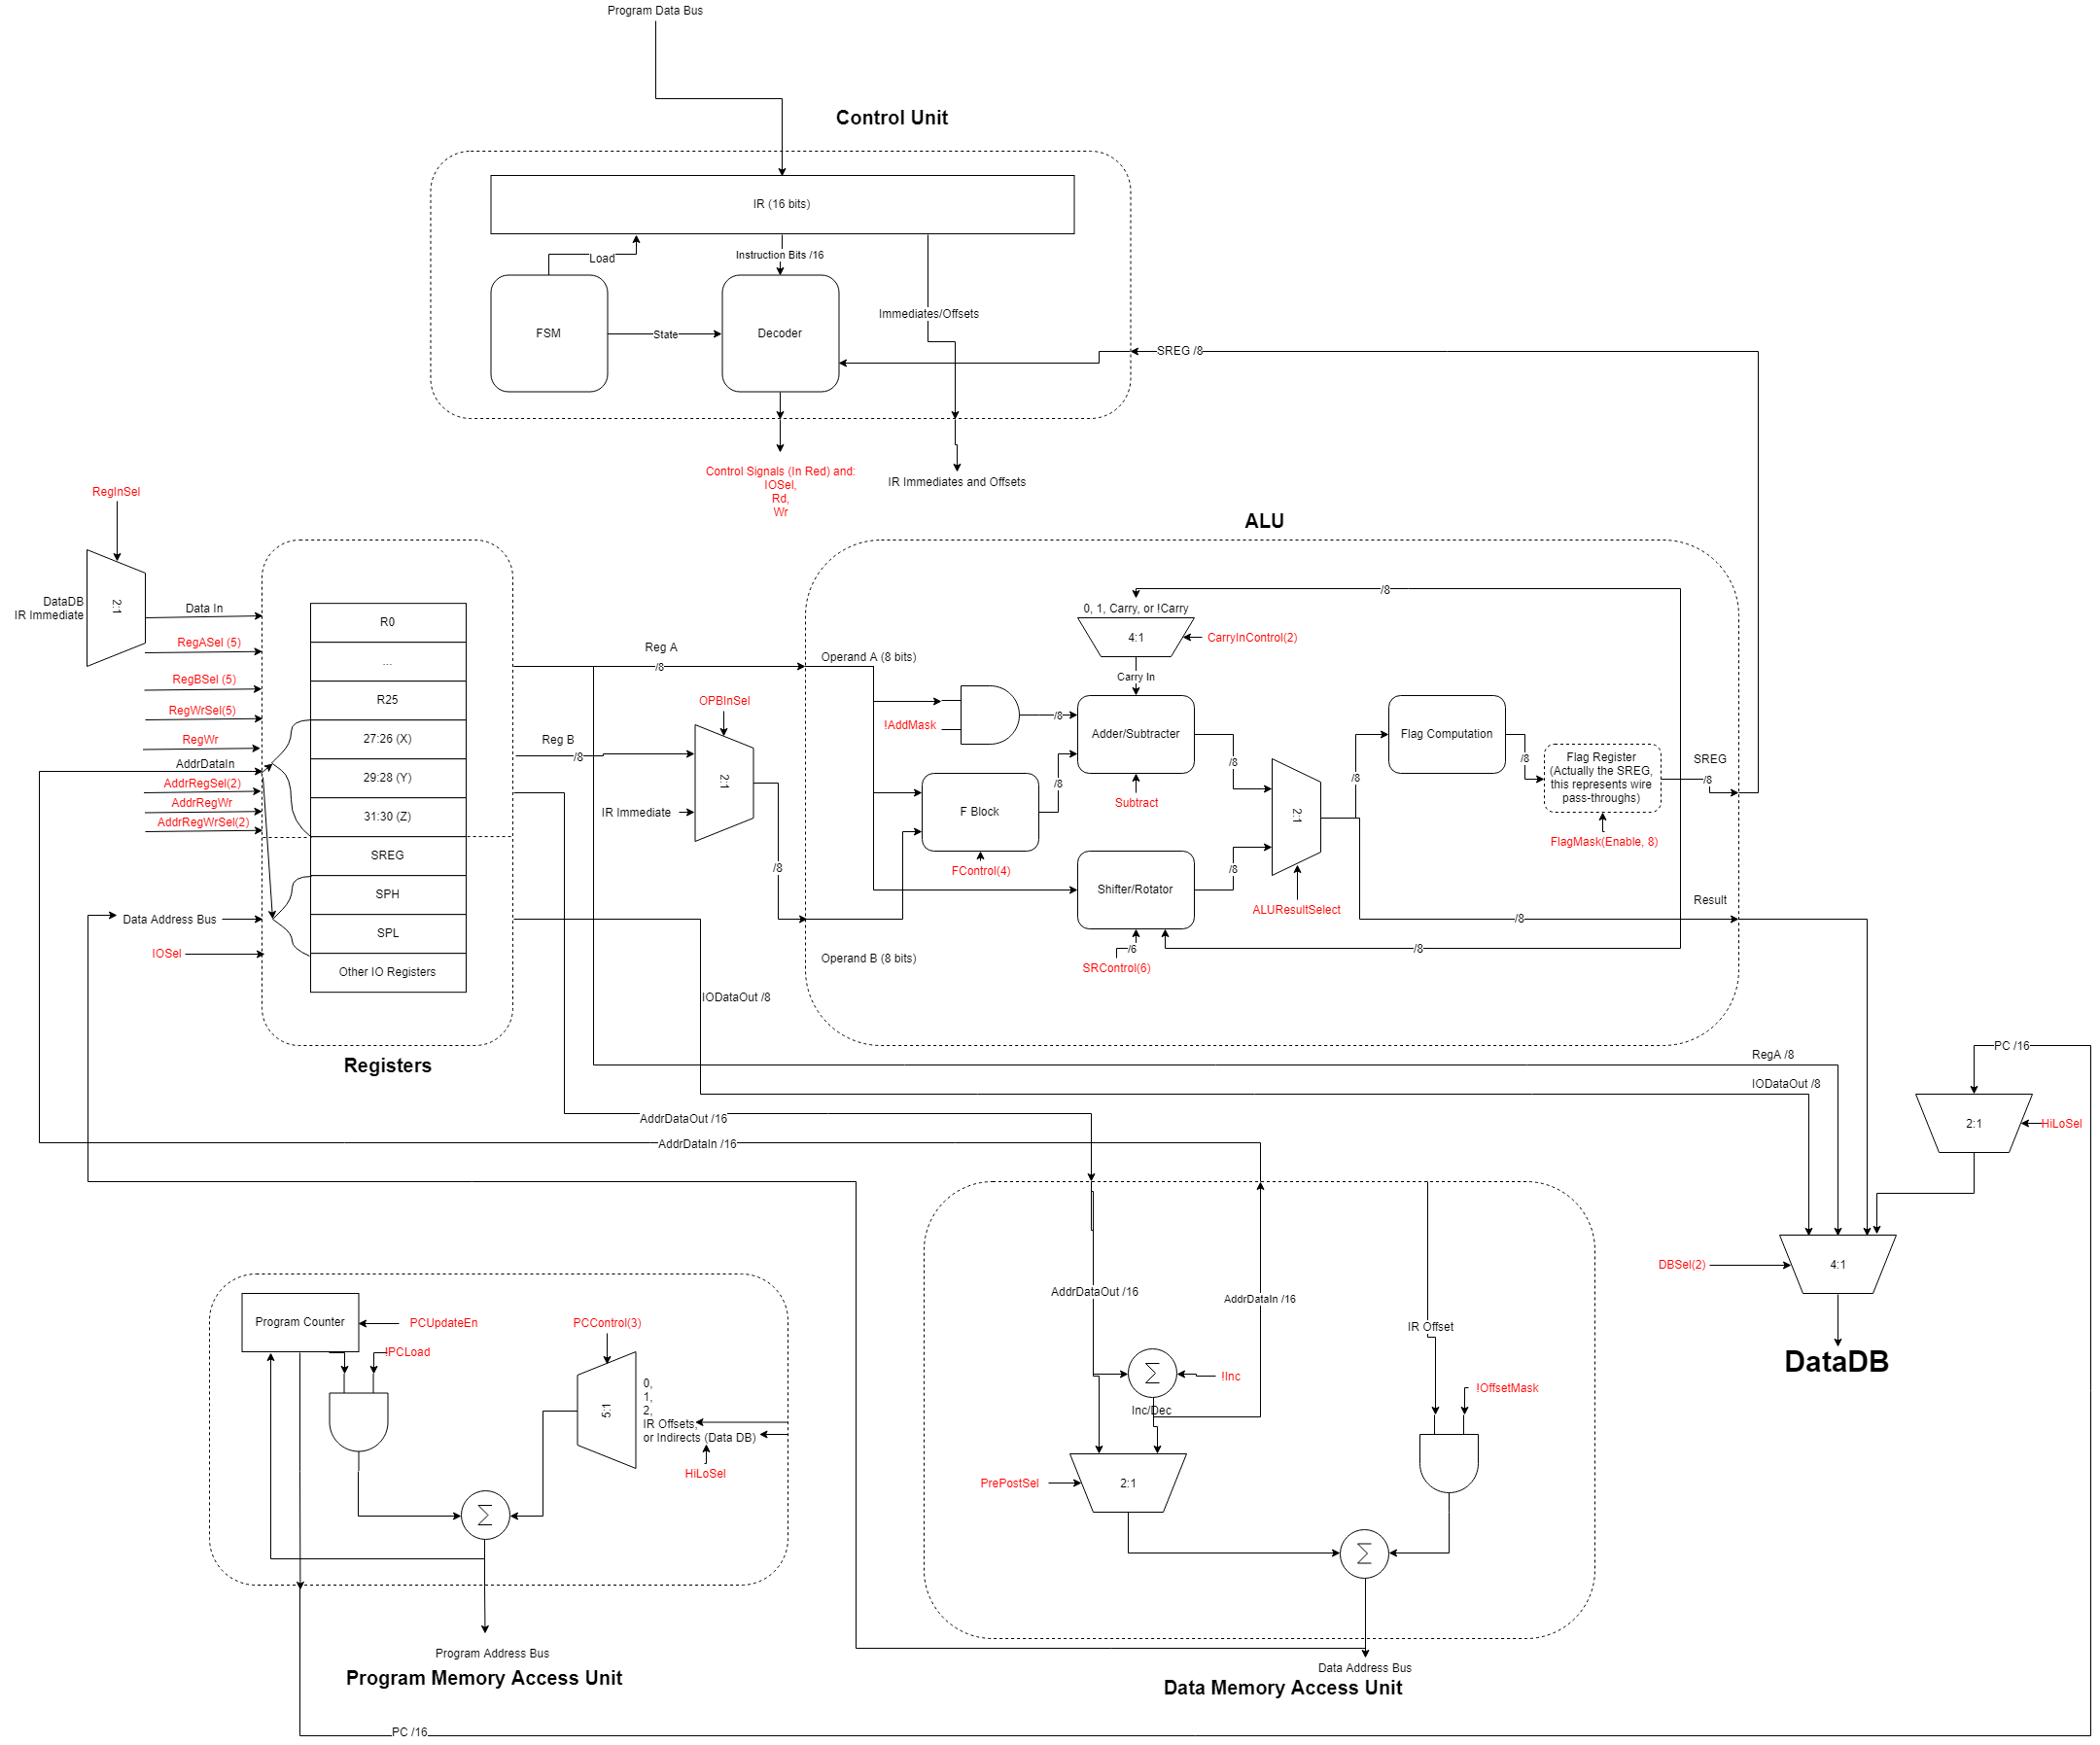 Program Data Bus
Control Unit
IR (16 bits)
Load
Instruction Bits /16
FSM
State
Decoder
Immediates/Offsets
SREG /8
Control Signals (In Red) and:
IOSel,
Rd,
Wr
IR Immediates and Offsets
RegInSel
DataDB
IR Immediate
2:1
Data In
RegASel (5)
RegBSel (5)
RegWrSel(5)
RegWr
AddrDataIn
AddrRegSel(2)
AddrRegWr
AddrRegWrSel(2)
Data Address Bus
IOSel
R0
...
R25
27:26 (X)
29:28 (Y)
31:30 (Z)
SREG
SPH
SPL
Other IO Registers
Registers
Reg A
/8
Reg B
/8
OPBInSel
2:1
IR Immediate
/8
IODataOut /8
ALU
Operand A (8 bits)
!AddMask
/8
0, 1, Carry, or !Carry
4:1
CarryInControl(2)
Carry In
/8
Adder/Subtracter
Subtract
F Block
FControl(4)
/8
Shifter/Rotator
/6
SRControl(6)
Operand B (8 bits)
/8
/8
2:1
ALUResultSelect
/8
Flag Computation
/8
Flag Register
(Actually the SREG,
this represents wire
pass-throughs)
FlagMask(Enable, 8)
SREG
/8
Result
/8
/8
RegA /8
IODataOut /8
AddrDataOut /16
AddrDataIn /16
PC /16
2:1
HiLoSel
DBSel(2)
4:1
DataDB
Program Counter
PCUpdateEn
!PCLoad
PCControl(3)
5:1
0,
1,
2,
IR Offsets,
or Indirects (Data DB)
HiLoSel
Σ
Program Address Bus
Program Memory Access Unit
PC /16
AddrDataOut /16
AddrDataIn /16
Σ
!Inc
Inc/Dec
PrePostSel
2:1
IR Offset
!OffsetMask
Σ
Data Address Bus
Data Memory Access Unit